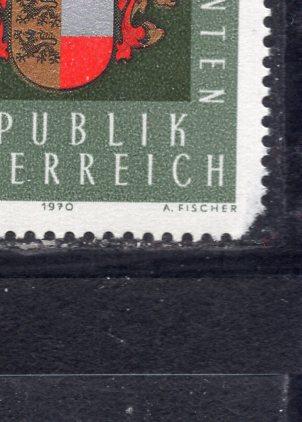 NTEN
PUBLIK
ERREICH
1970 A. FISCHER